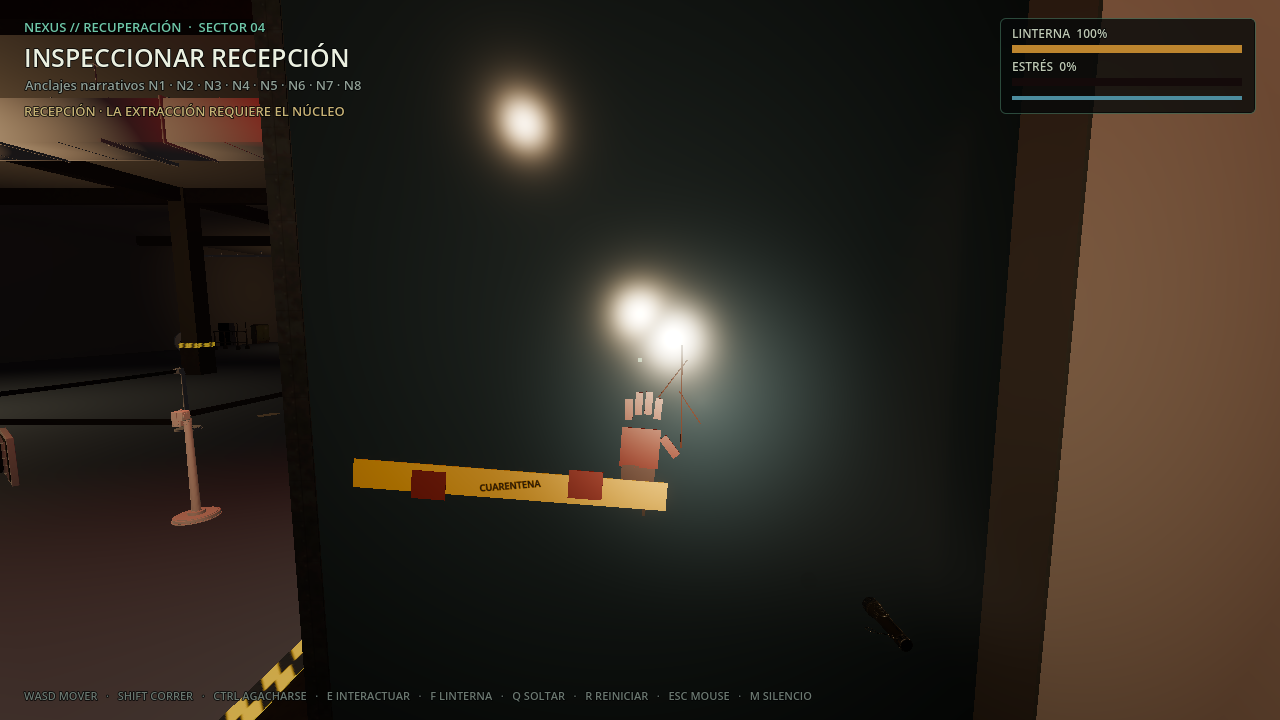 NEXUS // RECUPERACIÓN · SECTOR 04
INSPECCIONAR RECEPCIÓN
Anclajes narrativos N1 · N2 · N3 · N4 · N5 · N6 · N7 · N8
RECEPCIÓN · LA EXTRACCIÓN REQUIERE EL NÚCLEO
LINTERNA 100%
ESTRÉS 0%
CUARENTENA
WASD MOVER · SHIFT CORRER · CTRL AGACHARSE · E INTERACTUAR · F LINTERNA · Q SOLTAR · R REINICIAR · ESC MOUSE · M SILENCIO